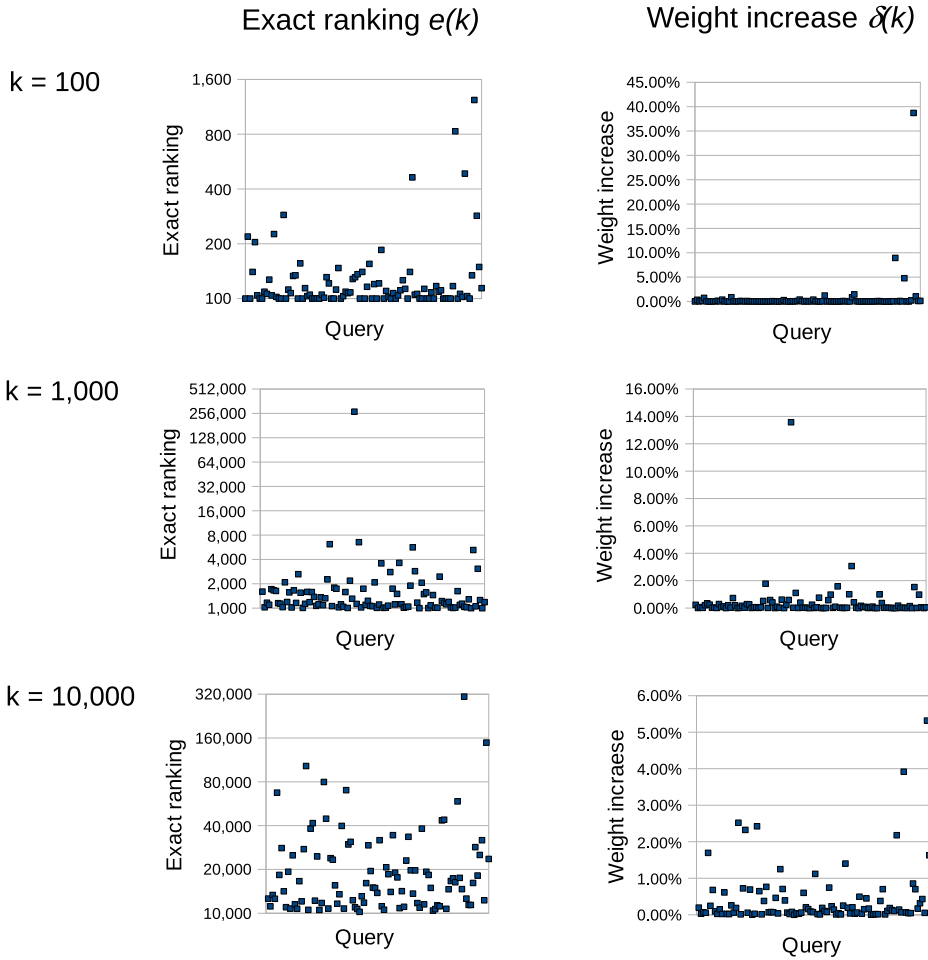 Exact ranking e(k)
Weight increase δ(k)
k = 100
1,600
800
400
200
100
Exact ranking
Query
45.00%
40.00%
35.00%
30.00%
25.00%
20.00%
15.00%
10.00%
5.00%
0.00%
Weight increase
Query
k = 1,000
512,000
256,000
128,000
64,000
32,000
16,000
8,000
4,000
2,000
1,000
Exact ranking
Query
16.00%
14.00%
12.00%
10.00%
8.00%
6.00%
4.00%
2.00%
0.00%
Weight increase
Query
k = 10,000
320,000
160,000
80,000
40,000
20,000
10,000
Exact ranking
Query
6.00%
5.00%
4.00%
3.00%
2.00%
1.00%
0.00%
Weight incraese
Query